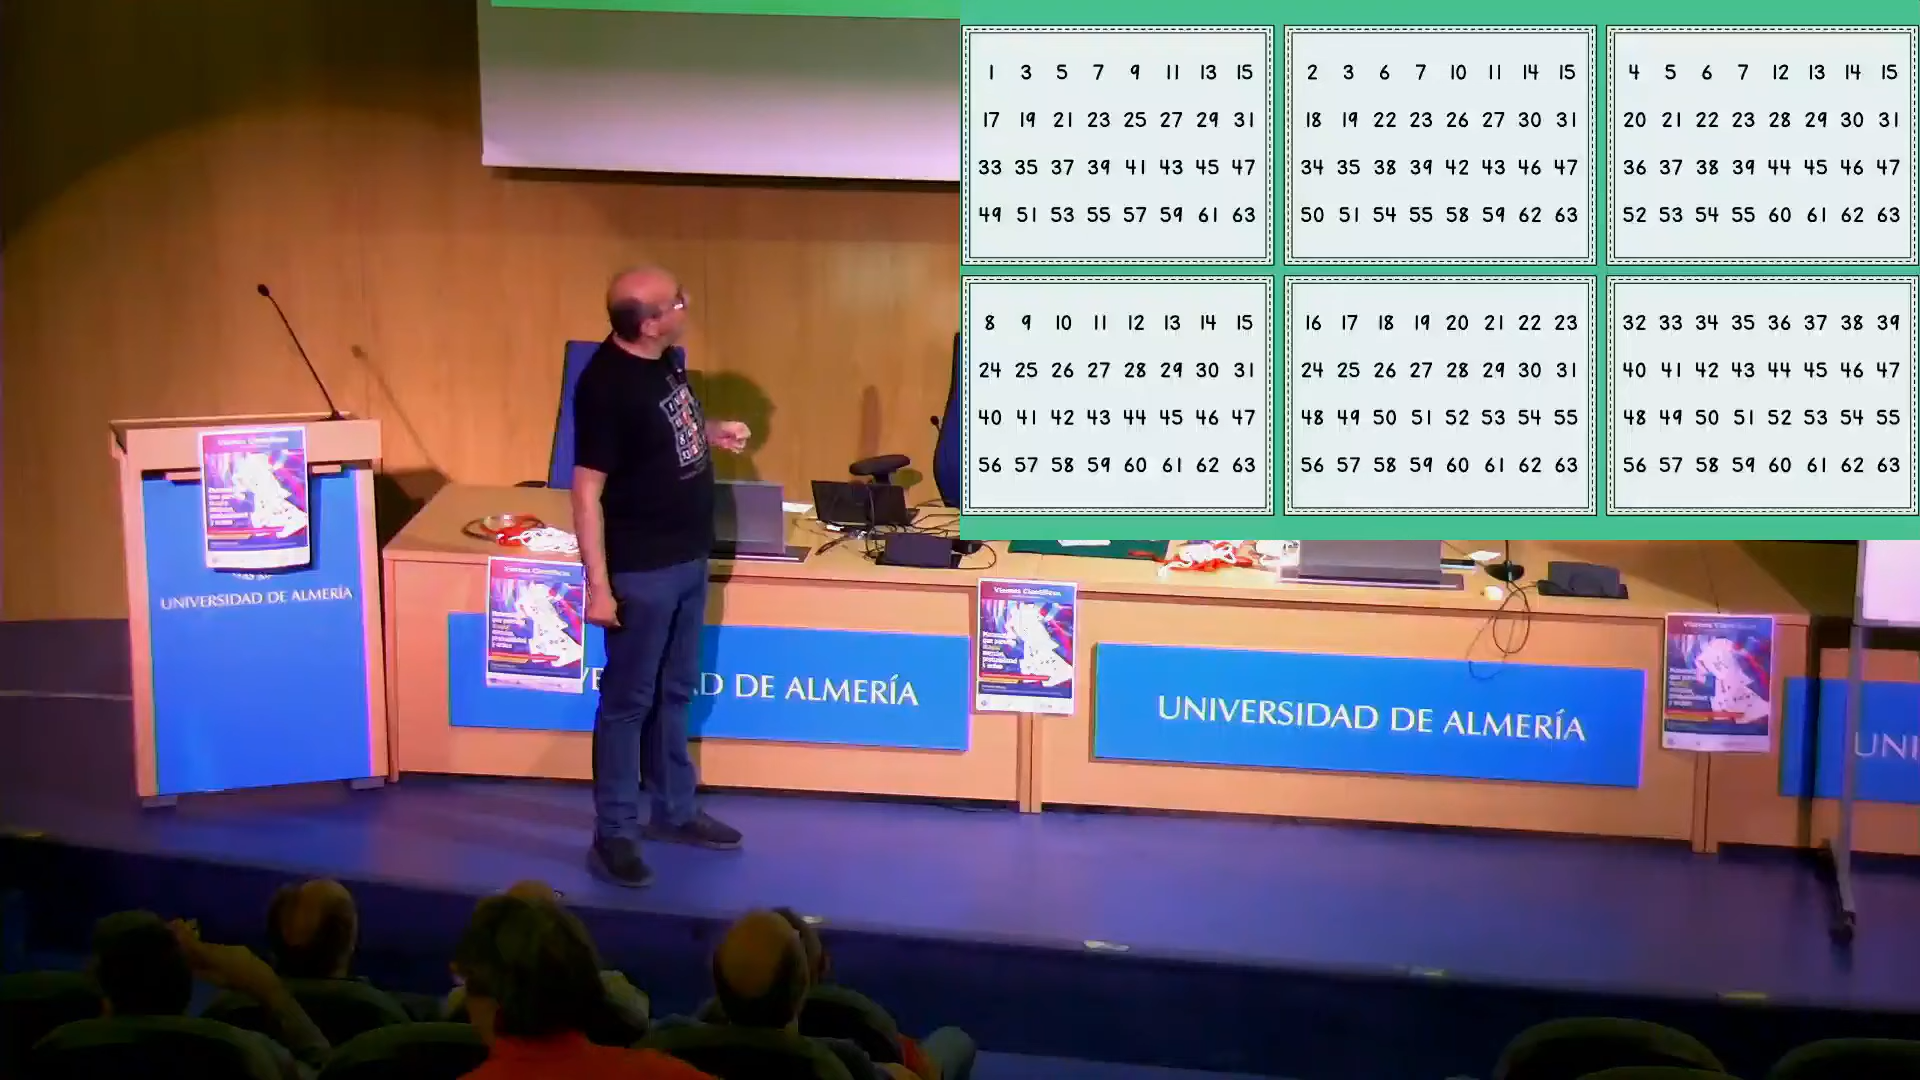 1 3 5 7 9 11 13 15
17 19 21 23 25 27 29 31
33 35 37 39 41 43 45 47
49 51 53 55 57 59 61 63
2 3 6 7 10 11 14 15
18 19 22 23 26 27 30 31
34 35 38 39 42 43 46 47
50 51 54 55 58 59 62 63
4 5 6 7 12 13 14 15
20 21 22 23 28 29 30 31
36 37 38 39 44 45 46 47
52 53 54 55 60 61 62 63
8 9 10 11 12 13 14 15
24 25 26 27 28 29 30 31
40 41 42 43 44 45 46 47
56 57 58 59 60 61 62 63
16 17 18 19 20 21 22 23
24 25 26 27 28 29 30 31
48 49 50 51 52 53 54 55
56 57 58 59 60 61 62 63
32 33 34 35 36 37 38 39
40 41 42 43 44 45 46 47
48 49 50 51 52 53 54 55
56 57 58 59 60 61 62 63
Viernes Científicos
UNIVERSIDAD DE ALMERÍA
Viernes Científicos
DE ALMERÍA
Viernes Científicos
UNIVERSIDAD DE ALMERÍA
Viernes Científicos
UNI